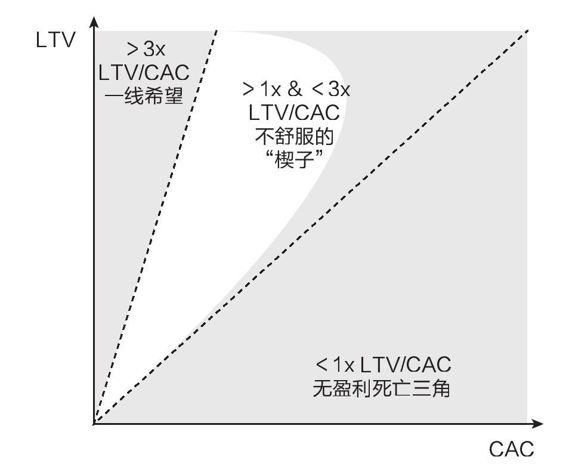 LTV
＞3x
LTV/CAC
一线希望
＞1x & ＜3x
LTV/CAC
不舒服的
“楔子”
＜1x LTV/CAC
无盈利死亡三角
CAC